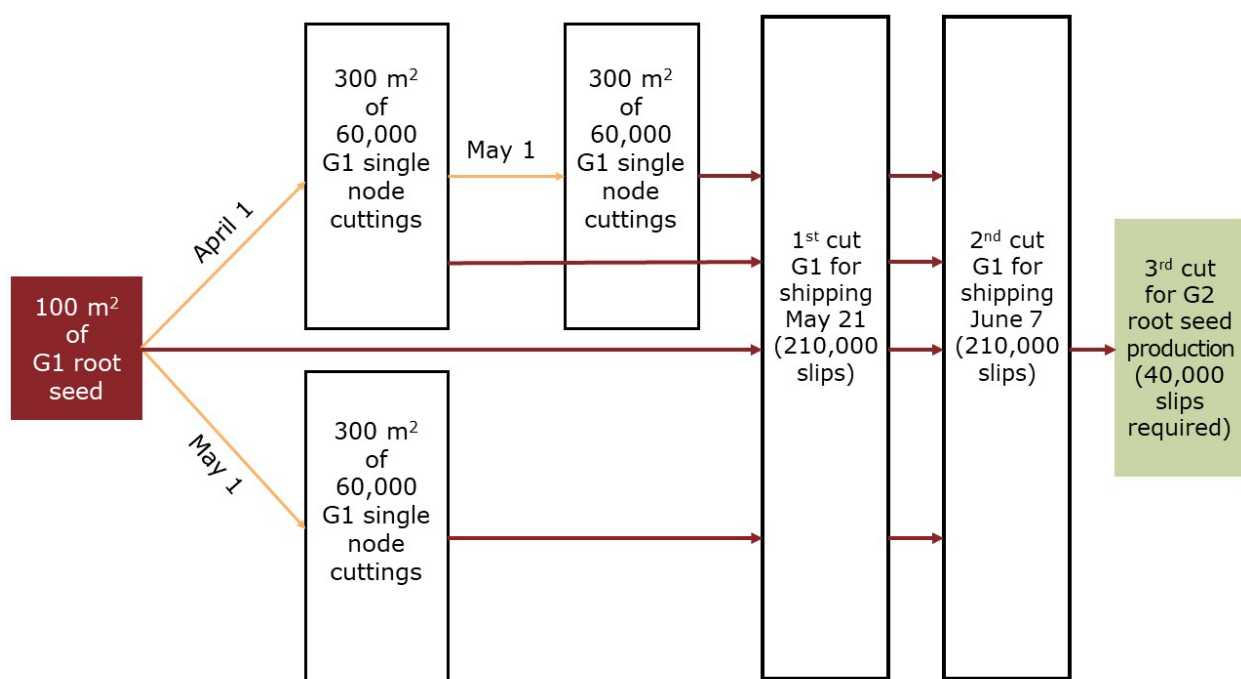 100 m²
of
G1 root
seed
April 1
May 1
300 m²
of
60,000
G1 single
node
cuttings
May 1
300 m²
of
60,000
G1 single
node
cuttings
300 m²
of
60,000
G1 single
node
cuttings
1st cut
G1 for
shipping
May 21
(210,000
slips)
2nd cut
G1 for
shipping
June 7
(210,000
slips)
3rd cut
for G2
root seed
production
(40,000
slips
required)